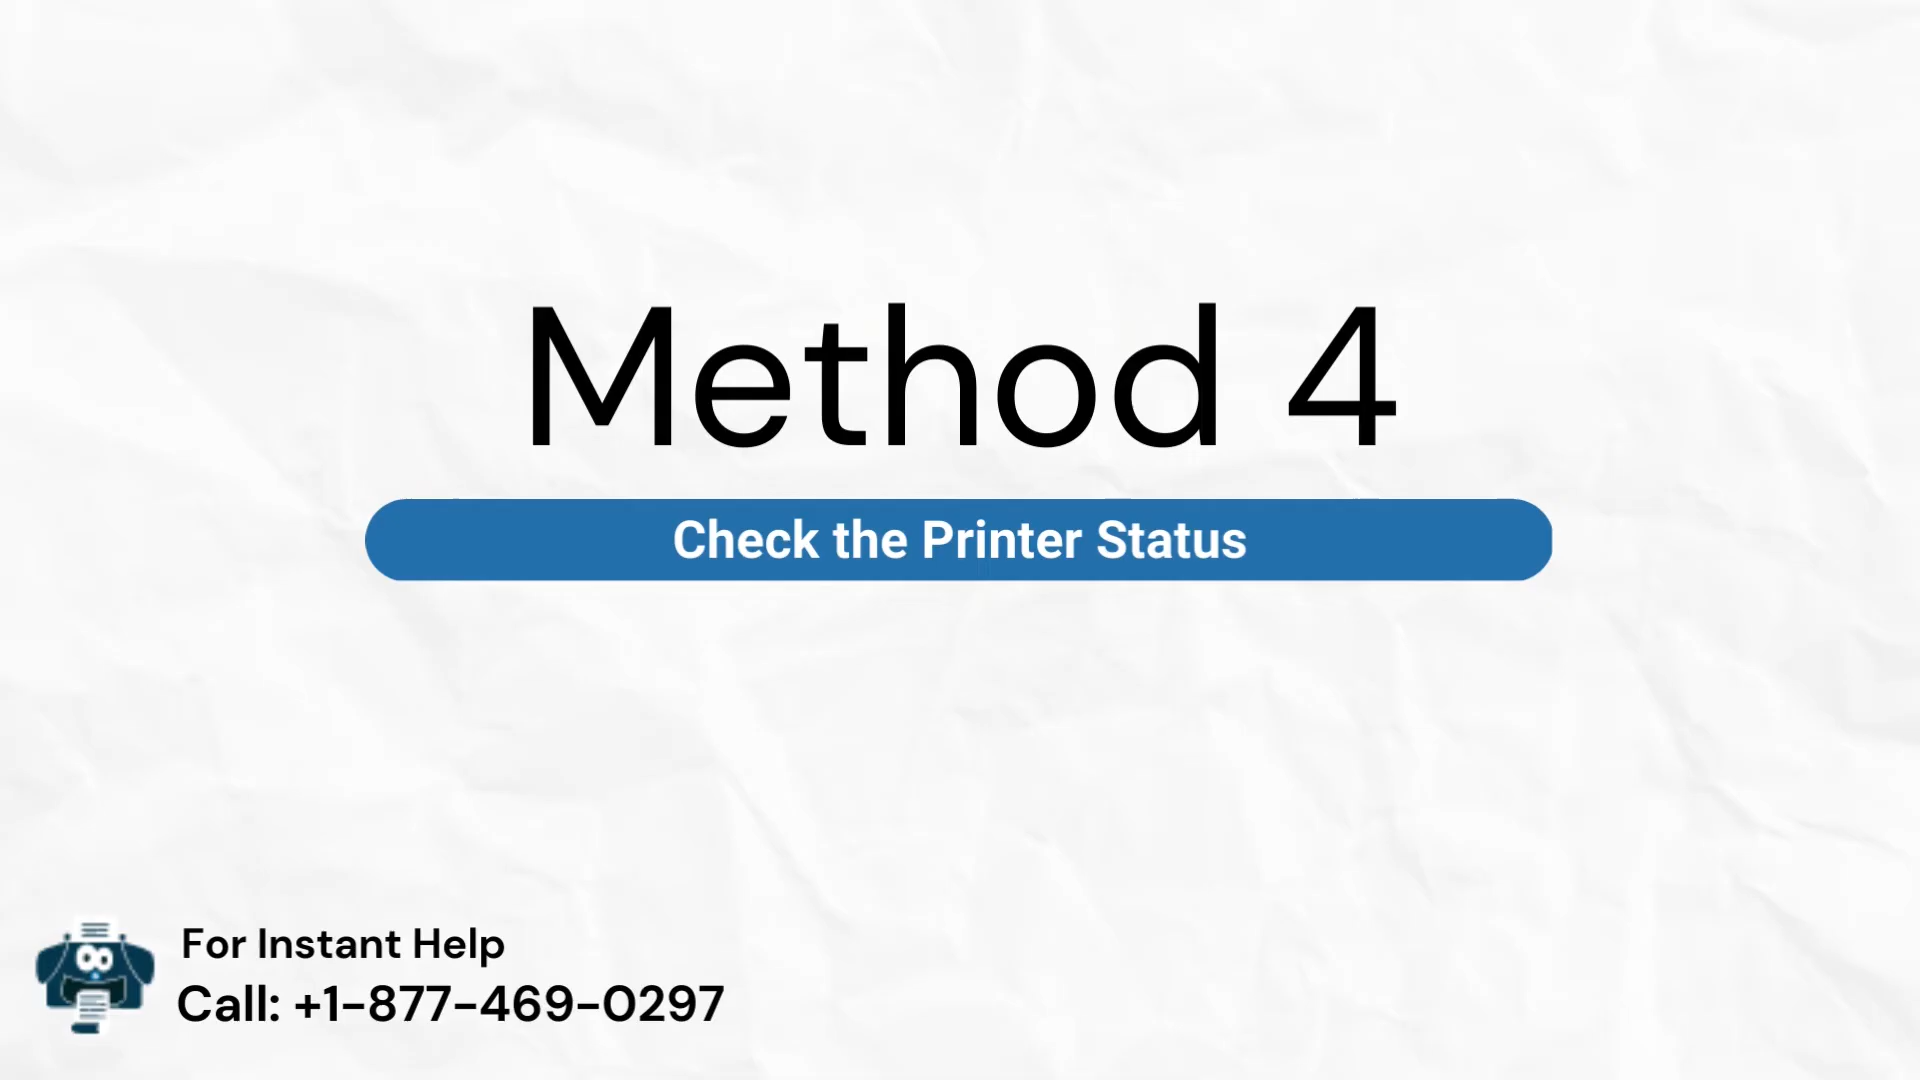 Method 4
Check the Printer Status
For Instant Help
Call: +1-877-469-0297